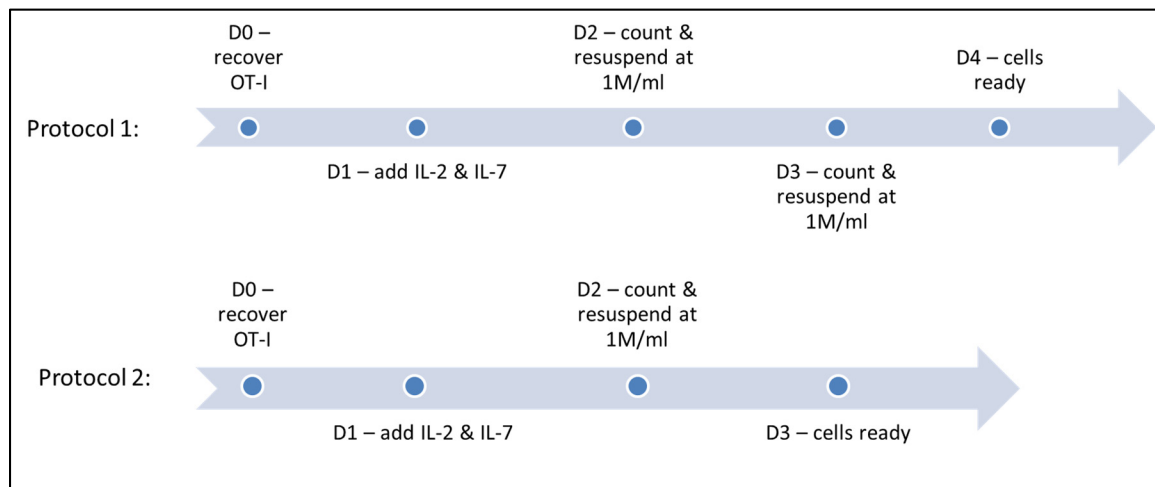 Protocol 1:
D0 –
recover
OT-I
D1 – add IL-2 & IL-7
D2 – count &
resuspend at
1M/ml
D3 – count &
resuspend at
1M/ml
D4 – cells
ready
Protocol 2:
D0 –
recover
OT-I
D1 – add IL-2 & IL-7
D2 – count &
resuspend at
1M/ml
D3 – cells ready